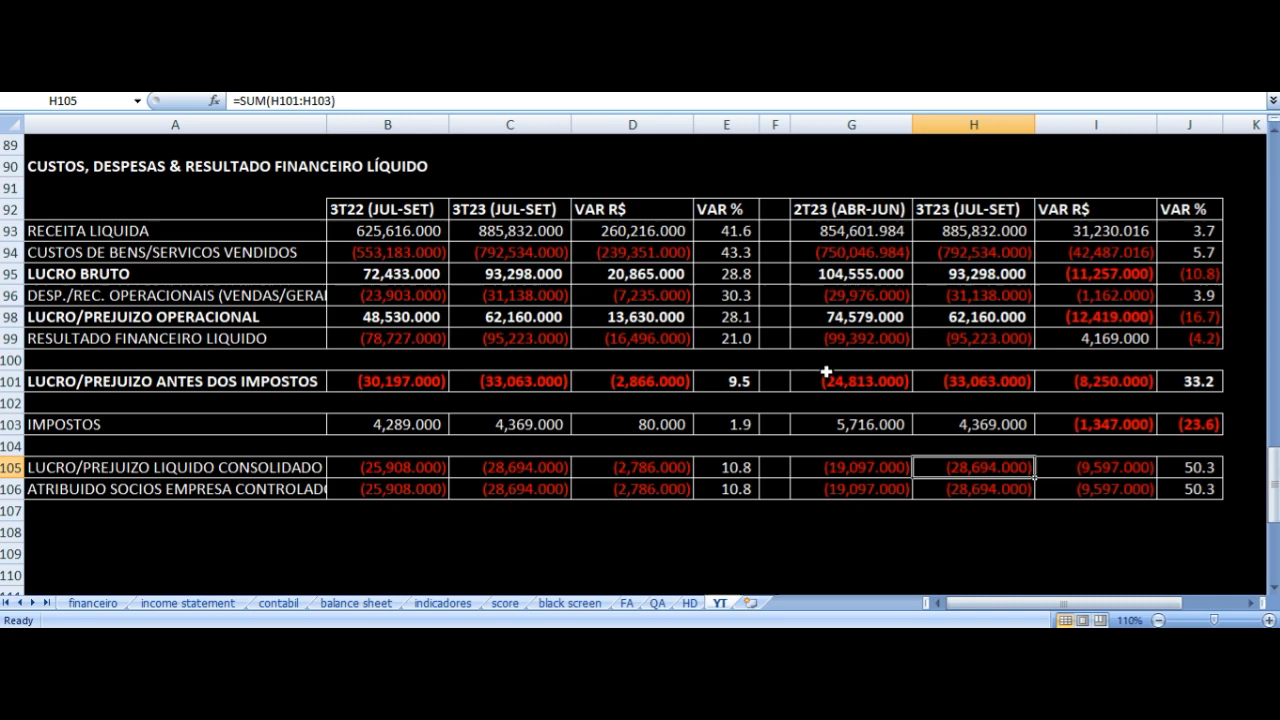 H105 fx =SUM(H101:H103)
A B C D E F G H I J K
89
90 CUSTOS, DESPESAS & RESULTADO FINANCEIRO LÍQUIDO
91
92 3T22 (JUL-SET) 3T23 (JUL-SET) VAR R$ VAR % 2T23 (ABR-JUN) 3T23 (JUL-SET) VAR R$ VAR %
93 RECEITA LIQUIDA 625,616.000 885,832.000 260,216.000 41.6 854,601.984 885,832.000 31,230.016 3.7
94 CUSTOS DE BENS/SERVICOS VENDIDOS (553,183.000) (792,534.000) (239,351.000) 43.3 (750,046.984) (792,534.000) (42,487.016) 5.7
95 LUCRO BRUTO 72,433.000 93,298.000 20,865.000 28.8 104,555.000 93,298.000 (11,257.000) (10.8)
96 DESP./REC. OPERACIONAIS (VENDAS/GERAI (23,903.000) (31,138.000) (7,235.000) 30.3 (29,976.000) (31,138.000) (1,162.000) 3.9
98 LUCRO/PREJUIZO OPERACIONAL 48,530.000 62,160.000 13,630.000 28.1 74,579.000 62,160.000 (12,419.000) (16.7)
99 RESULTADO FINANCEIRO LIQUIDO (78,727.000) (95,223.000) (16,496.000) 21.0 (99,392.000) (95,223.000) 4,169.000 (4.2)
100
101 LUCRO/PREJUIZO ANTES DOS IMPOSTOS (30,197.000) (33,063.000) (2,866.000) 9.5 (24,813.000) (33,063.000) (8,250.000) 33.2
102
103 IMPOSTOS 4,289.000 4,369.000 80.000 1.9 5,716.000 4,369.000 (1,347.000) (23.6)
104
105 LUCRO/PREJUIZO LIQUIDO CONSOLIDADO (25,908.000) (28,694.000) (2,786.000) 10.8 (19,097.000) (28,694.000) (9,597.000) 50.3
106 ATRIBUIDO SOCIOS EMPRESA CONTROLAD (25,908.000) (28,694.000) (2,786.000) 10.8 (19,097.000) (28,694.000) (9,597.000) 50.3
107
108
109
110
financeiro income statement contabil balance sheet indicadores score black screen FA QA HD YT
Ready 110%